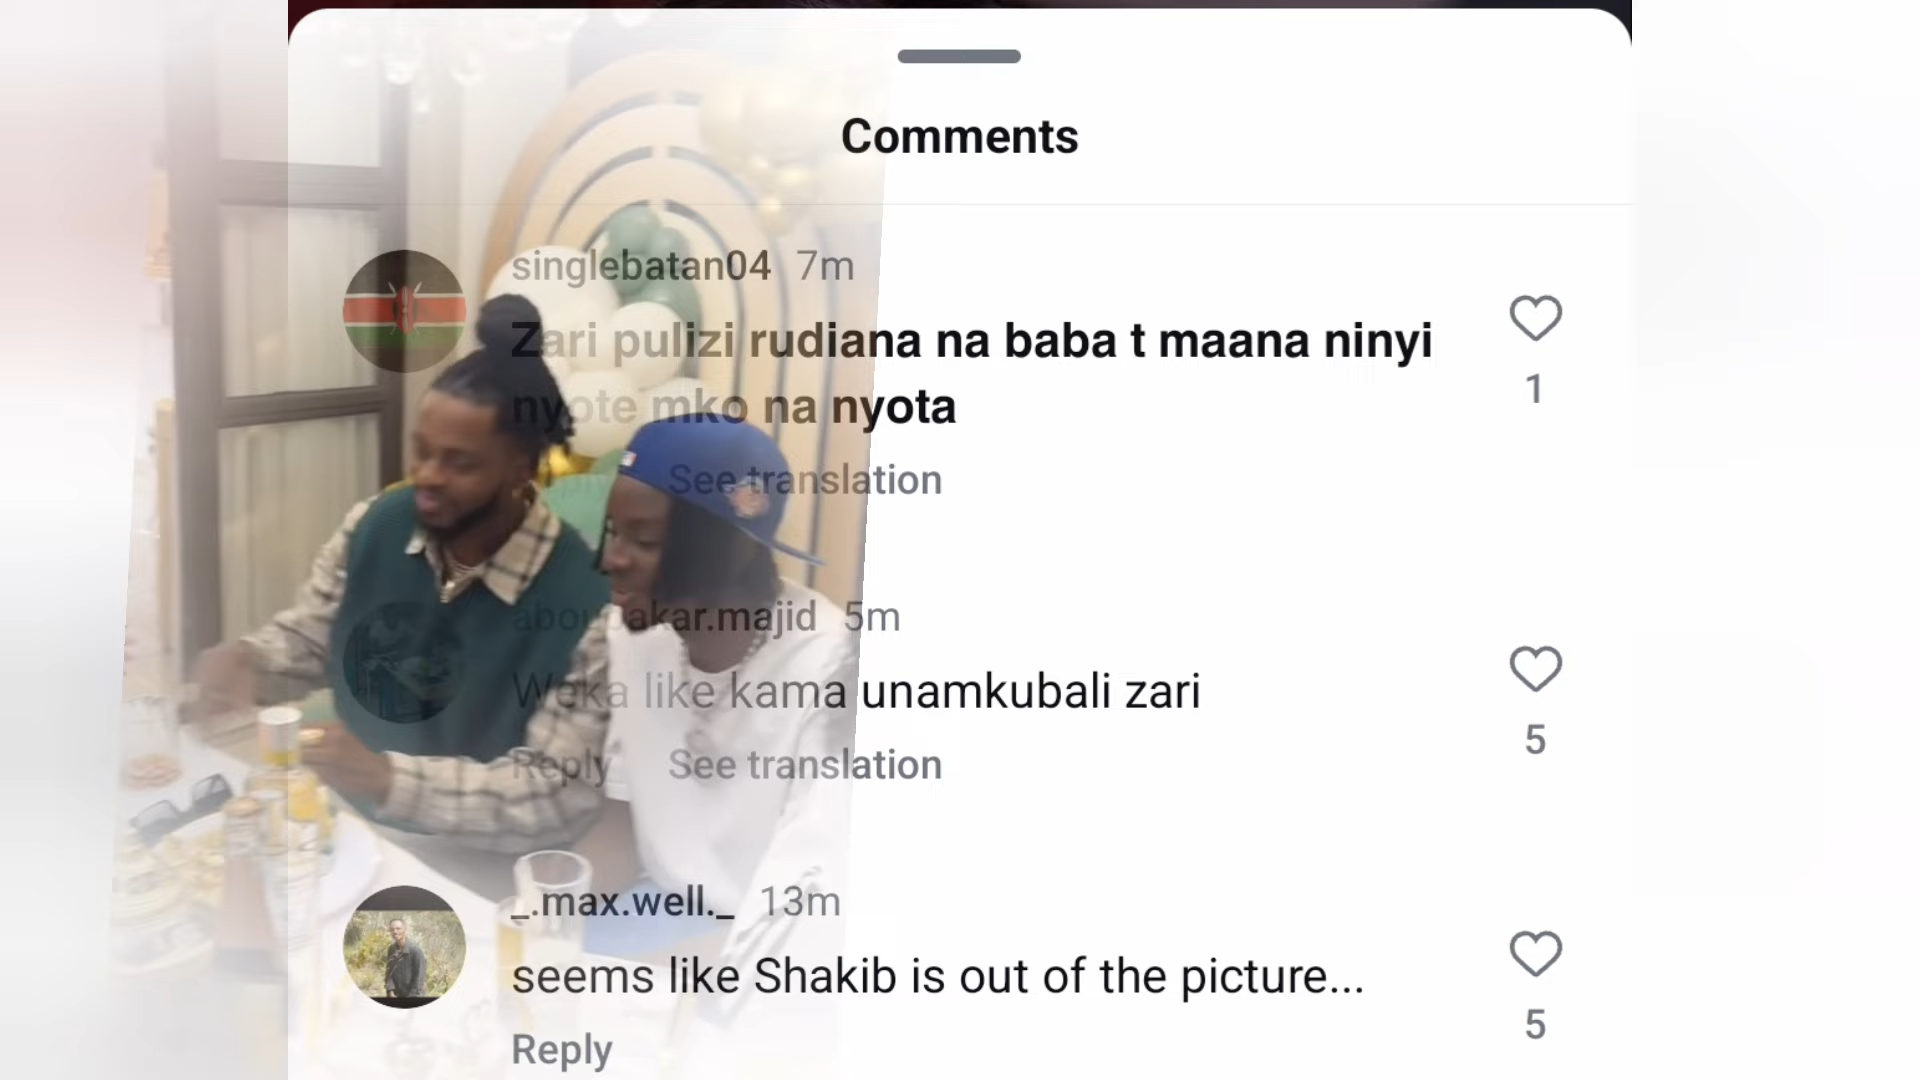 Comments
singlebatan04 7m
Zari pulizi rudiana na baba t maana ninyi
nyote mko na nyota
1
Reply See translation
aboubakar.majid 5m
Weka like kama unamkubali zari
5
Reply See translation
_.max.well._ 13m
seems like Shakib is out of the picture...
5
Reply